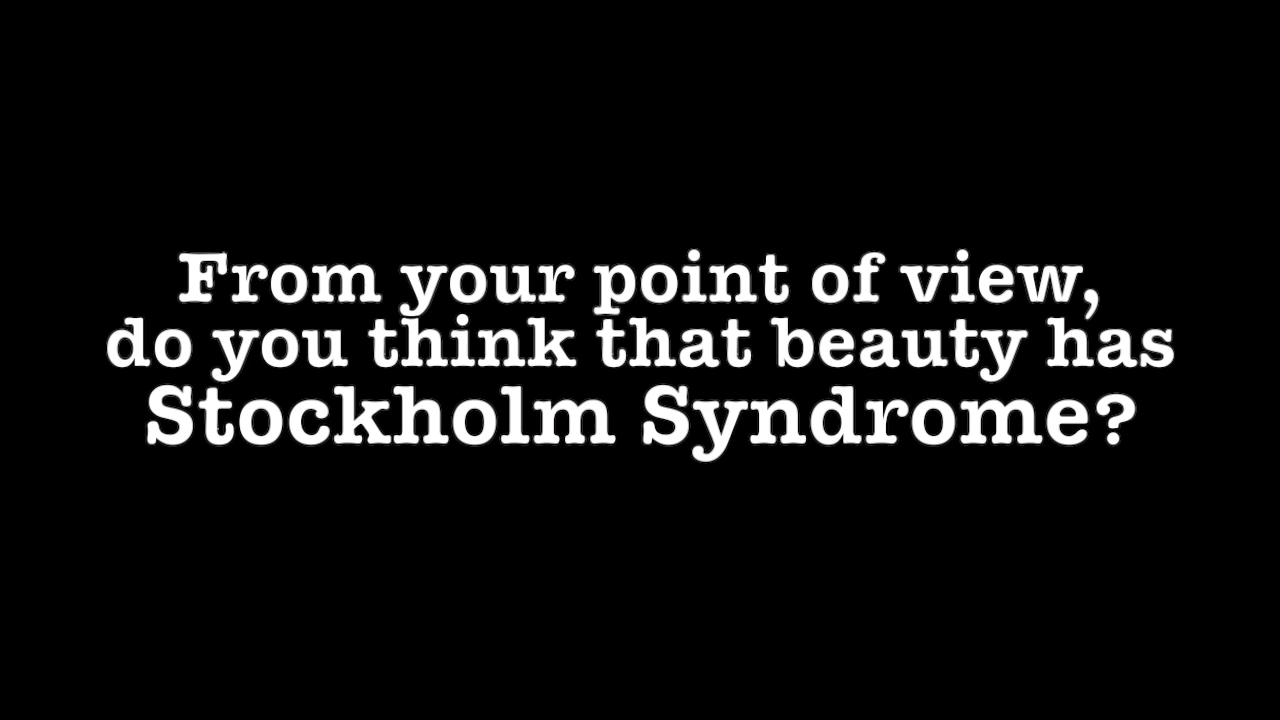 From your point of view,
do you think that beauty has
Stockholm Syndrome?